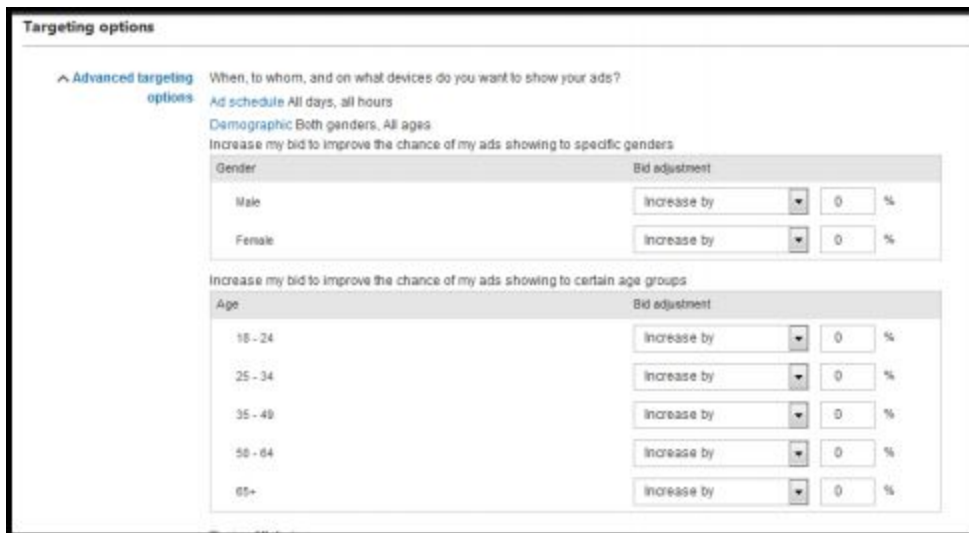 Targeting options
Advanced targeting options
When, to whom, and on what devices do you want to show your ads?
Ad schedule All days, all hours
Demographic Both genders, All ages
Increase my bid to improve the chance of my ads showing to specific genders
Gender Bid adjustment
Male Increase by 0 %
Female Increase by 0 %
Increase my bid to improve the chance of my ads showing to certain age groups
Age Bid adjustment
18 - 24 Increase by 0 %
25 - 34 Increase by 0 %
35 - 49 Increase by 0 %
50 - 64 Increase by 0 %
65+ Increase by 0 %